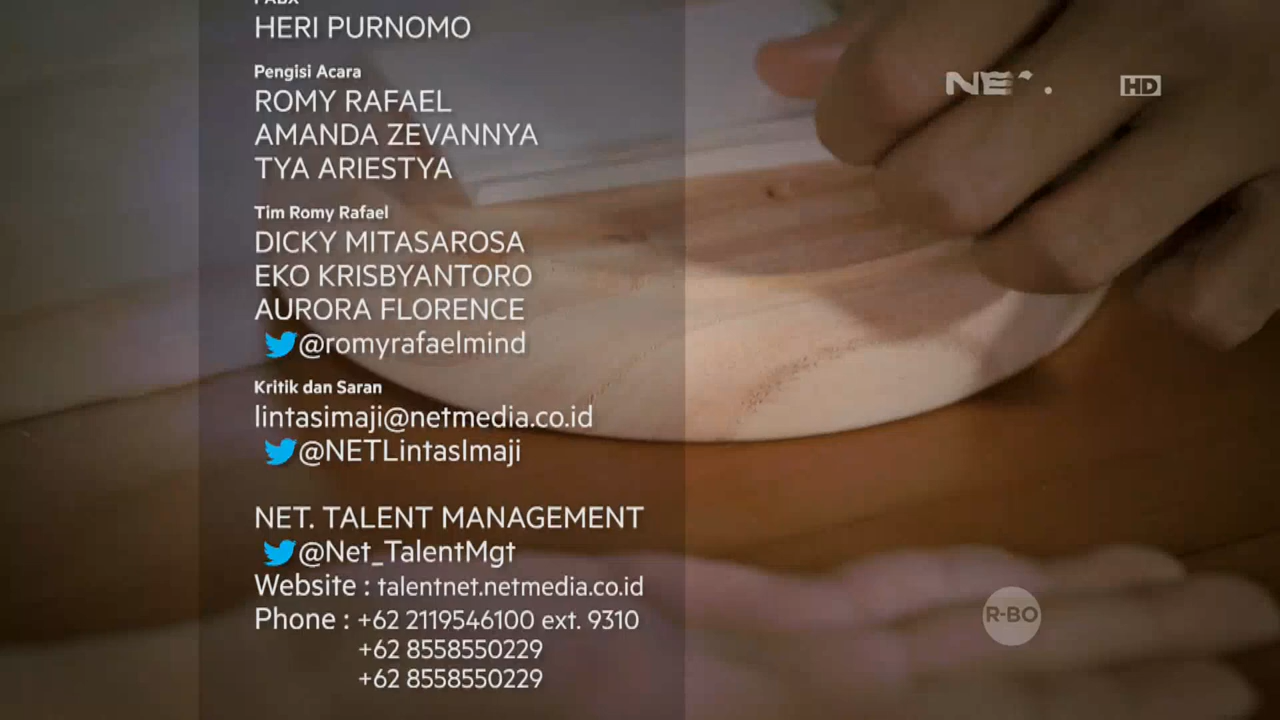 HERI PURNOMO
Pengisi Acara
ROMY RAFAEL
AMANDA ZEVANNYA
TYA ARIESTYA
Tim Romy Rafael
DICKY MITASAROSA
EKO KRISBYANTORO
AURORA FLORENCE
@romyrafaelmind
Kritik dan Saran
lintasimaji@netmedia.co.id
@NETLintasImaji
NET. TALENT MANAGEMENT
@Net_TalentMgt
Website : talentnet.netmedia.co.id
Phone : +62 2119546100 ext. 9310
+62 8558550229
+62 8558550229
HD
R-BO